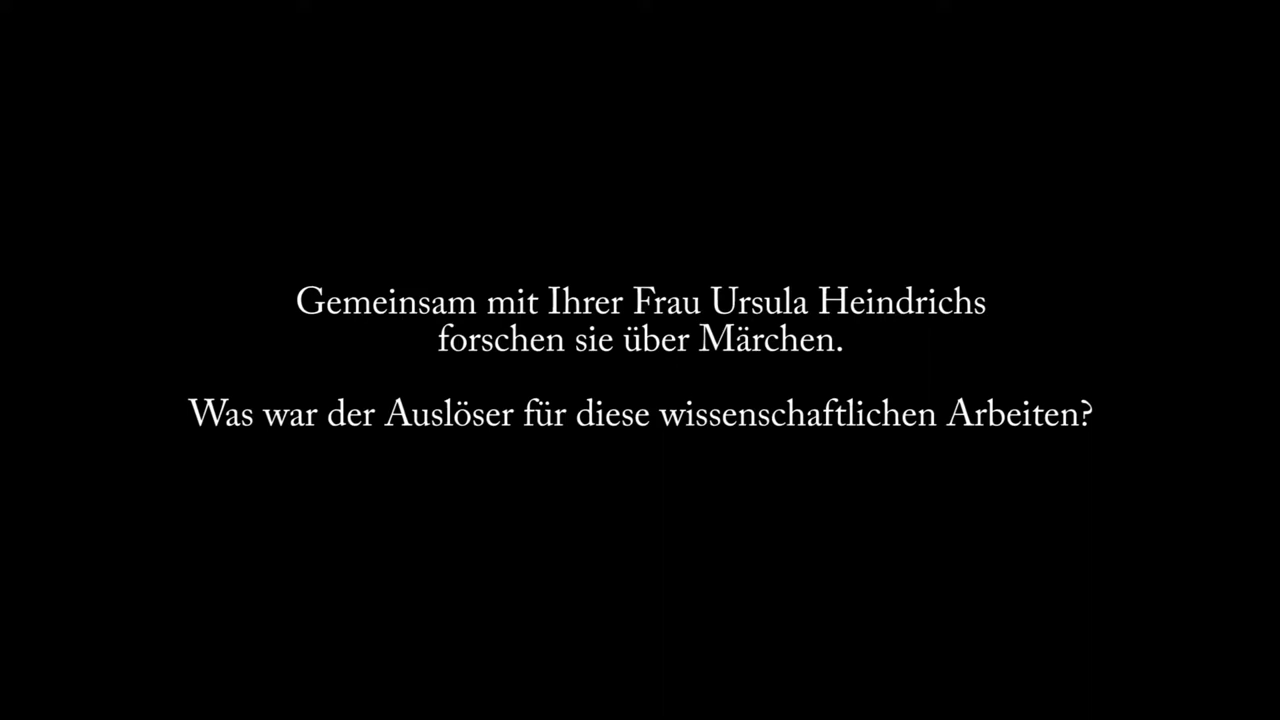 Gemeinsam mit Ihrer Frau Ursula Heindrichs
forschen sie über Märchen.
Was war der Auslöser für diese wissenschaftlichen Arbeiten?